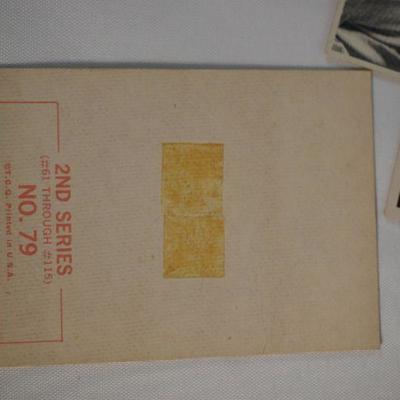 2ND SERIES
(#61 THROUGH #115)
NO. 79
©T.C.G. Printed in U.S.A.